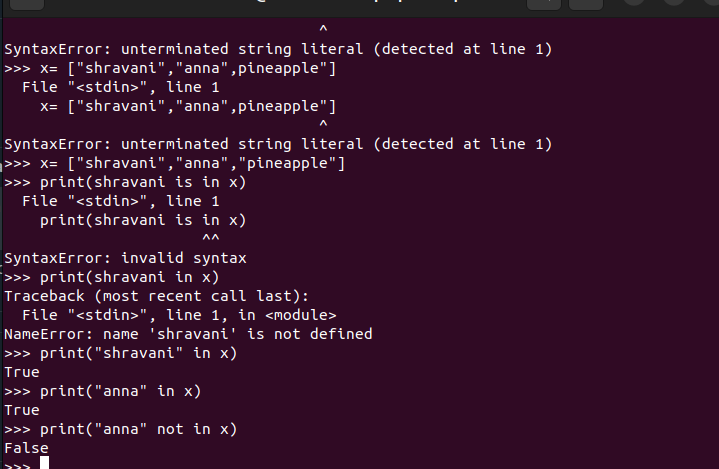 ^
SyntaxError: unterminated string literal (detected at line 1)
>>> x= ["shravani","anna",pineapple"]
  File "<stdin>", line 1
    x= ["shravani","anna",pineapple"]
                                   ^
SyntaxError: unterminated string literal (detected at line 1)
>>> x= ["shravani","anna","pineapple"]
>>> print(shravani is in x)
  File "<stdin>", line 1
    print(shravani is in x)
                      ^^
SyntaxError: invalid syntax
>>> print(shravani in x)
Traceback (most recent call last):
  File "<stdin>", line 1, in <module>
NameError: name 'shravani' is not defined
>>> print("shravani" in x)
True
>>> print("anna" in x)
True
>>> print("anna" not in x)
False
>>>